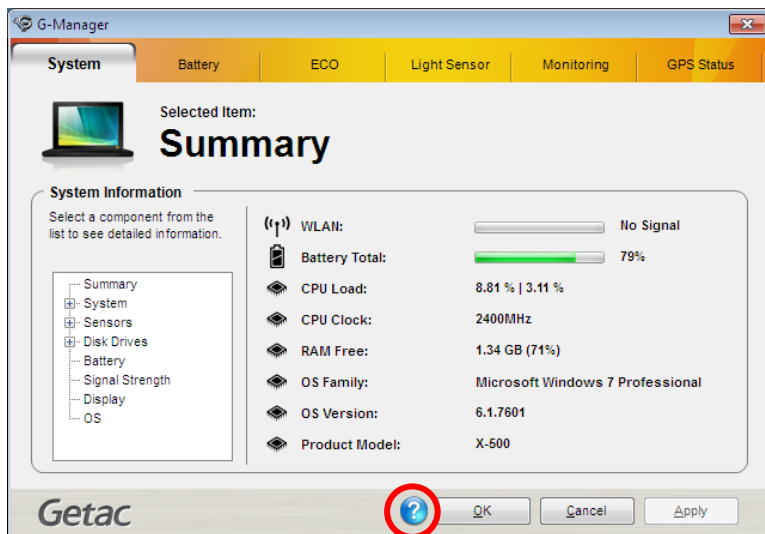 G-Manager
System
Battery
ECO
Light Sensor
Monitoring
GPS Status
Selected Item:
Summary
System Information
Select a component from the
list to see detailed information.
Summary
System
Sensors
Disk Drives
Battery
Signal Strength
Display
OS
WLAN: No Signal
Battery Total: 79%
CPU Load: 8.81 % | 3.11 %
CPU Clock: 2400MHz
RAM Free: 1.34 GB (71%)
OS Family: Microsoft Windows 7 Professional
OS Version: 6.1.7601
Product Model: X-500
Getac
?
OK
Cancel
Apply